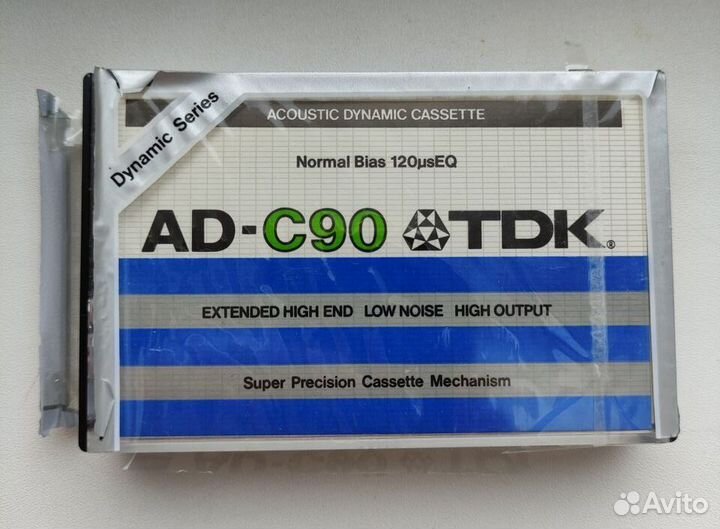 Dynamic Series
ACOUSTIC DYNAMIC CASSETTE
Normal Bias 120µsEQ
AD-C90 TDK®
EXTENDED HIGH END LOW NOISE HIGH OUTPUT
Super Precision Cassette Mechanism
Avito